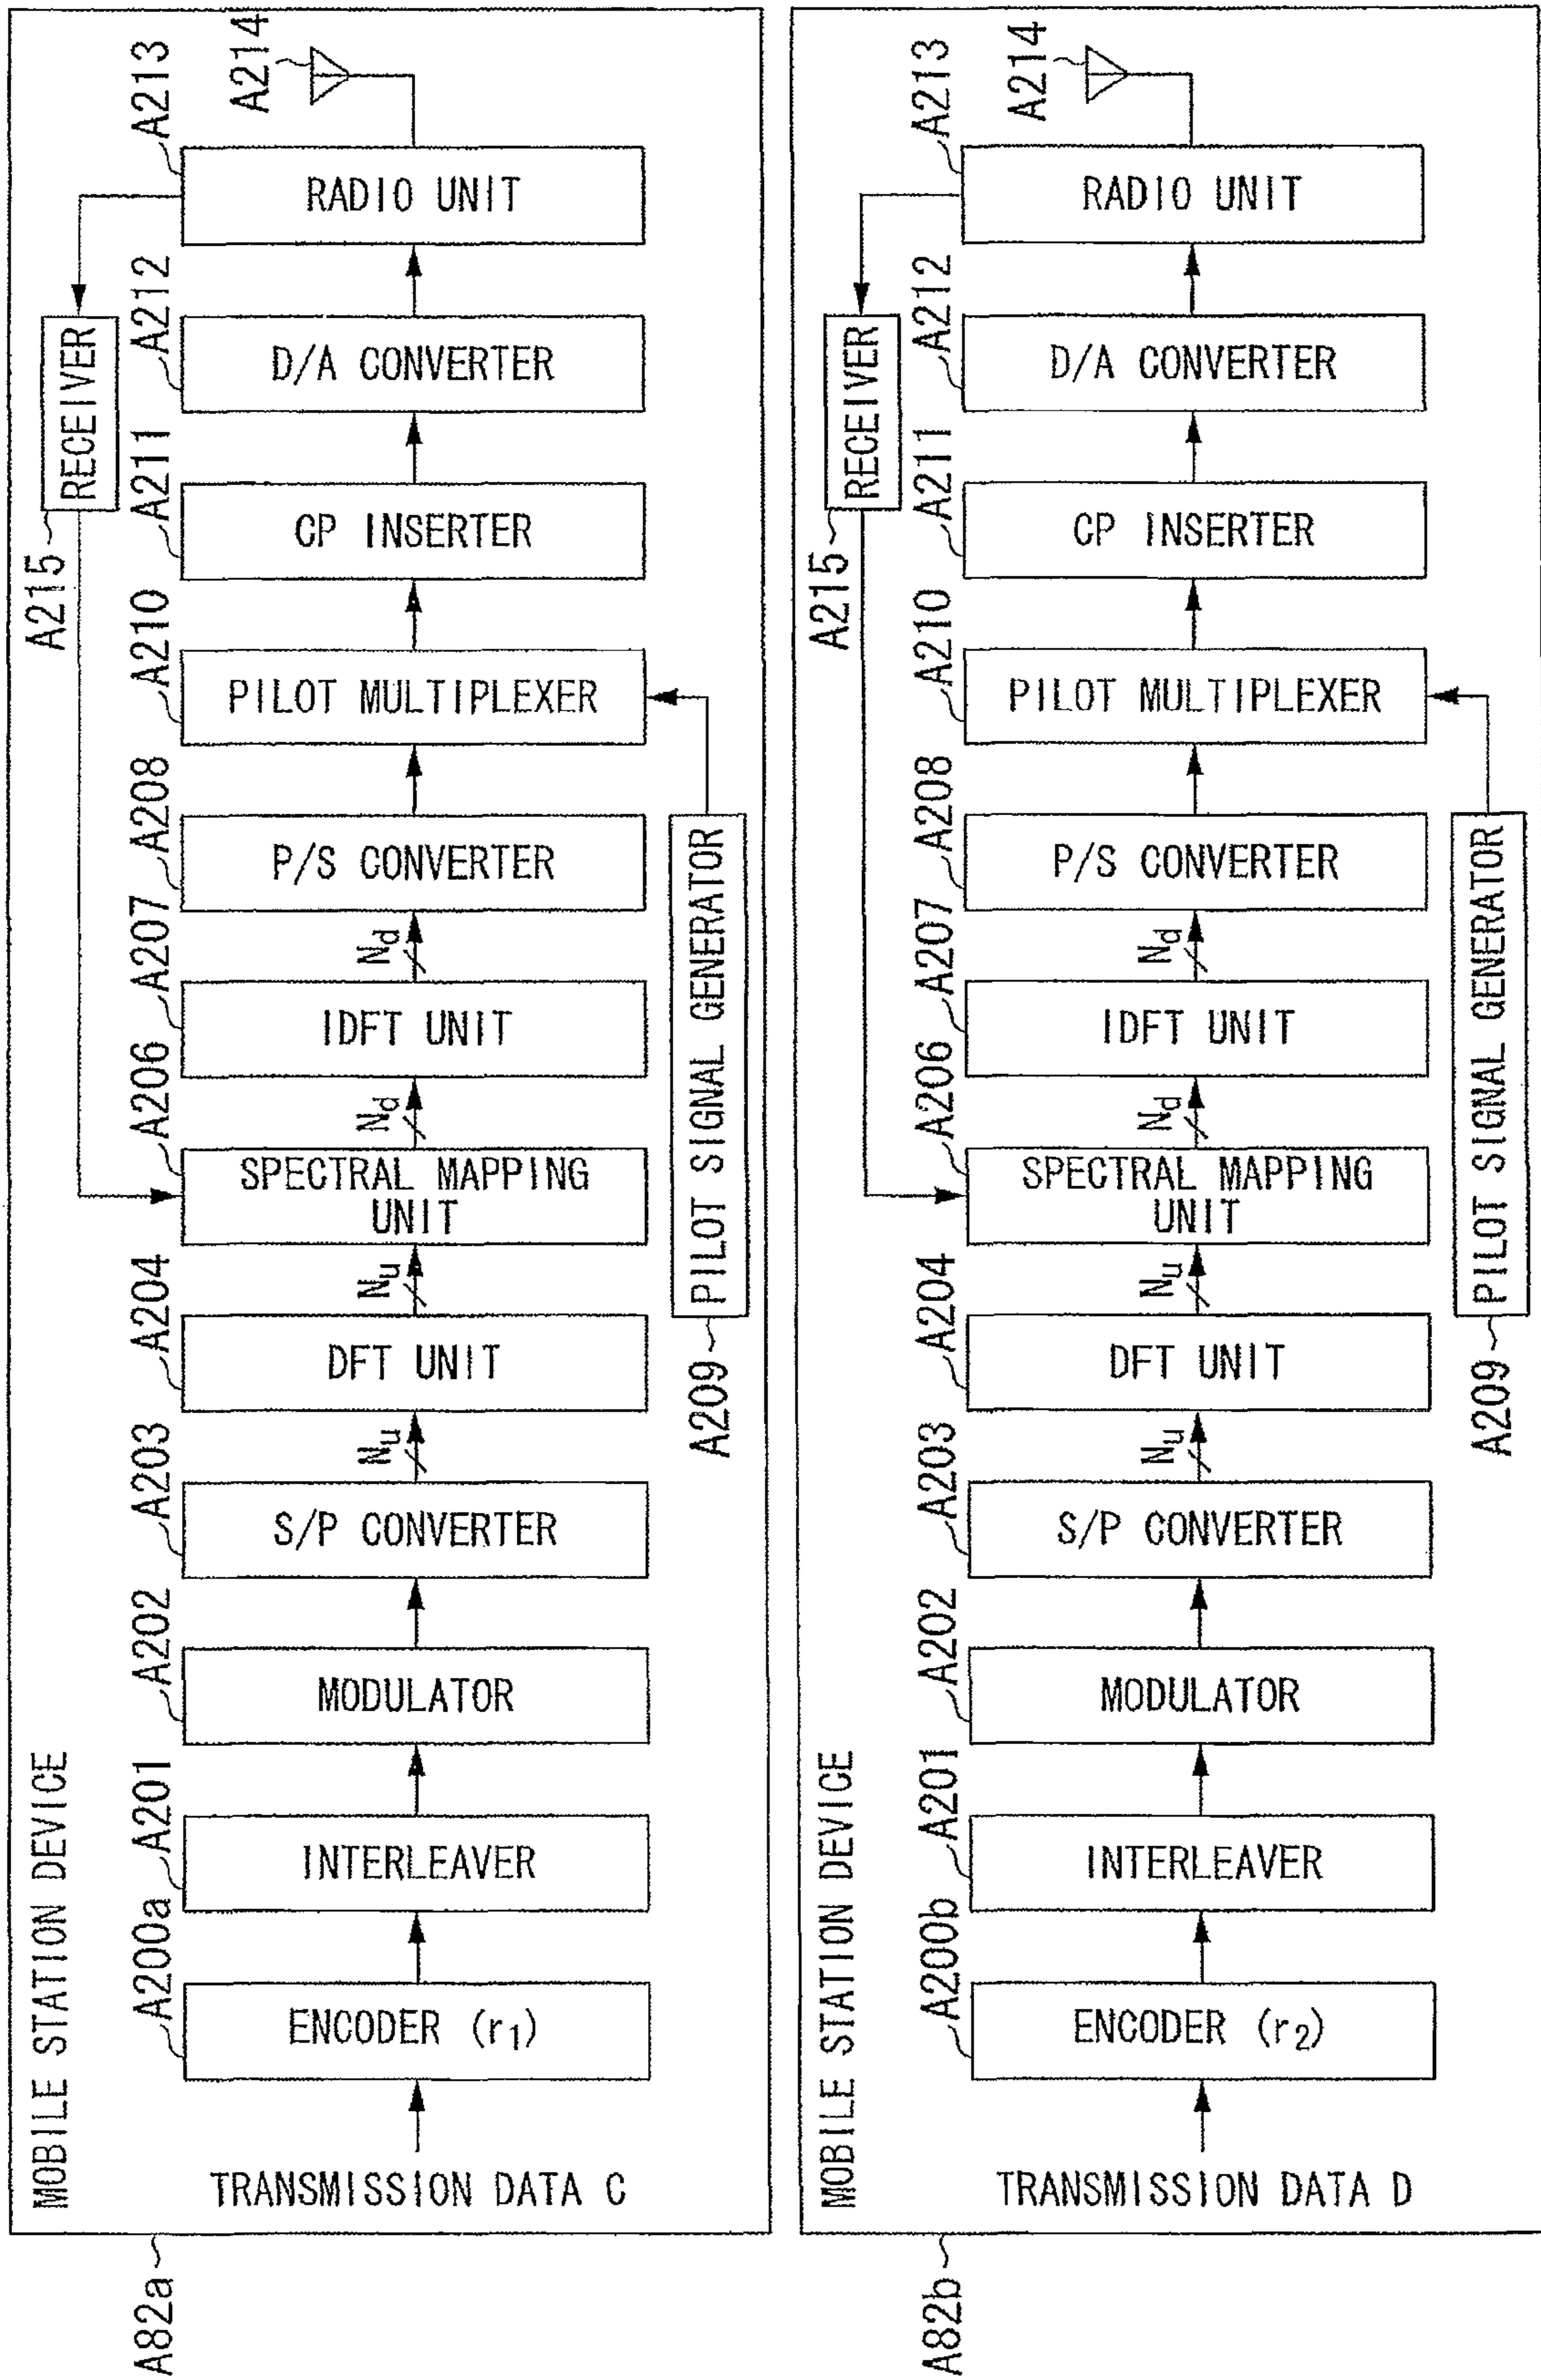 A82a
MOBILE STATION DEVICE
TRANSMISSION DATA C
A200a
ENCODER (r1)
A201
INTERLEAVER
A202
MODULATOR
A203
S/P CONVERTER
Nu
A204
DFT UNIT
Nu
A206
SPECTRAL MAPPING
UNIT
Nd
A207
IDFT UNIT
Nd
A208
P/S CONVERTER
A209
PILOT SIGNAL GENERATOR
A210
PILOT MULTIPLEXER
A211
CP INSERTER
A212
D/A CONVERTER
A213
RADIO UNIT
A214
A215
RECEIVER
A82b
MOBILE STATION DEVICE
TRANSMISSION DATA D
A200b
ENCODER (r2)
A201
INTERLEAVER
A202
MODULATOR
A203
S/P CONVERTER
Nu
A204
DFT UNIT
Nu
A206
SPECTRAL MAPPING
UNIT
Nd
A207
IDFT UNIT
Nd
A208
P/S CONVERTER
A209
PILOT SIGNAL GENERATOR
A210
PILOT MULTIPLEXER
A211
CP INSERTER
A212
D/A CONVERTER
A213
RADIO UNIT
A214
A215
RECEIVER